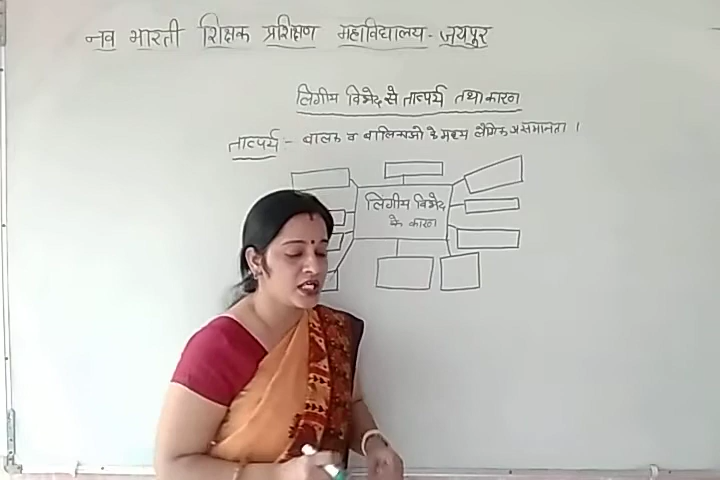 नव भारती शिक्षक प्रशिक्षण महाविद्यालय - जयपुर
लिंगीय विभेद से तात्पर्य तथा कारण
तात्पर्य :- बालक व बालिकाओ के मध्य लैंगिक असमानता ।
लिगीय विभेद
के कारण